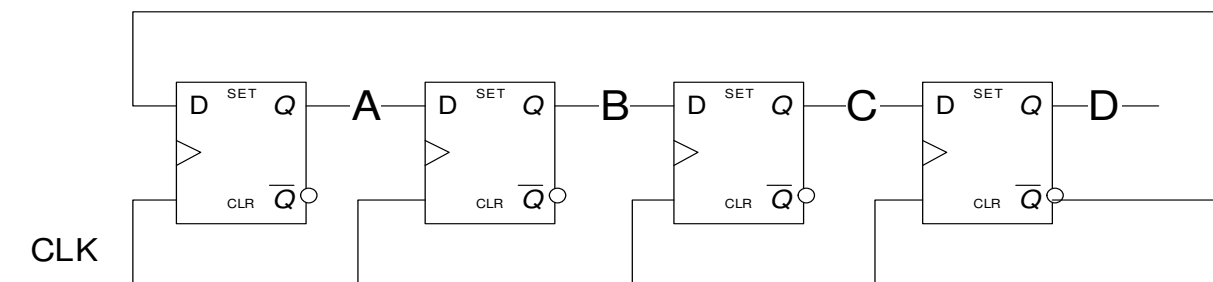 SET SET SET SET
D Q A D Q B D Q C D Q D
CLR Q CLR Q CLR Q CLR Q
CLK